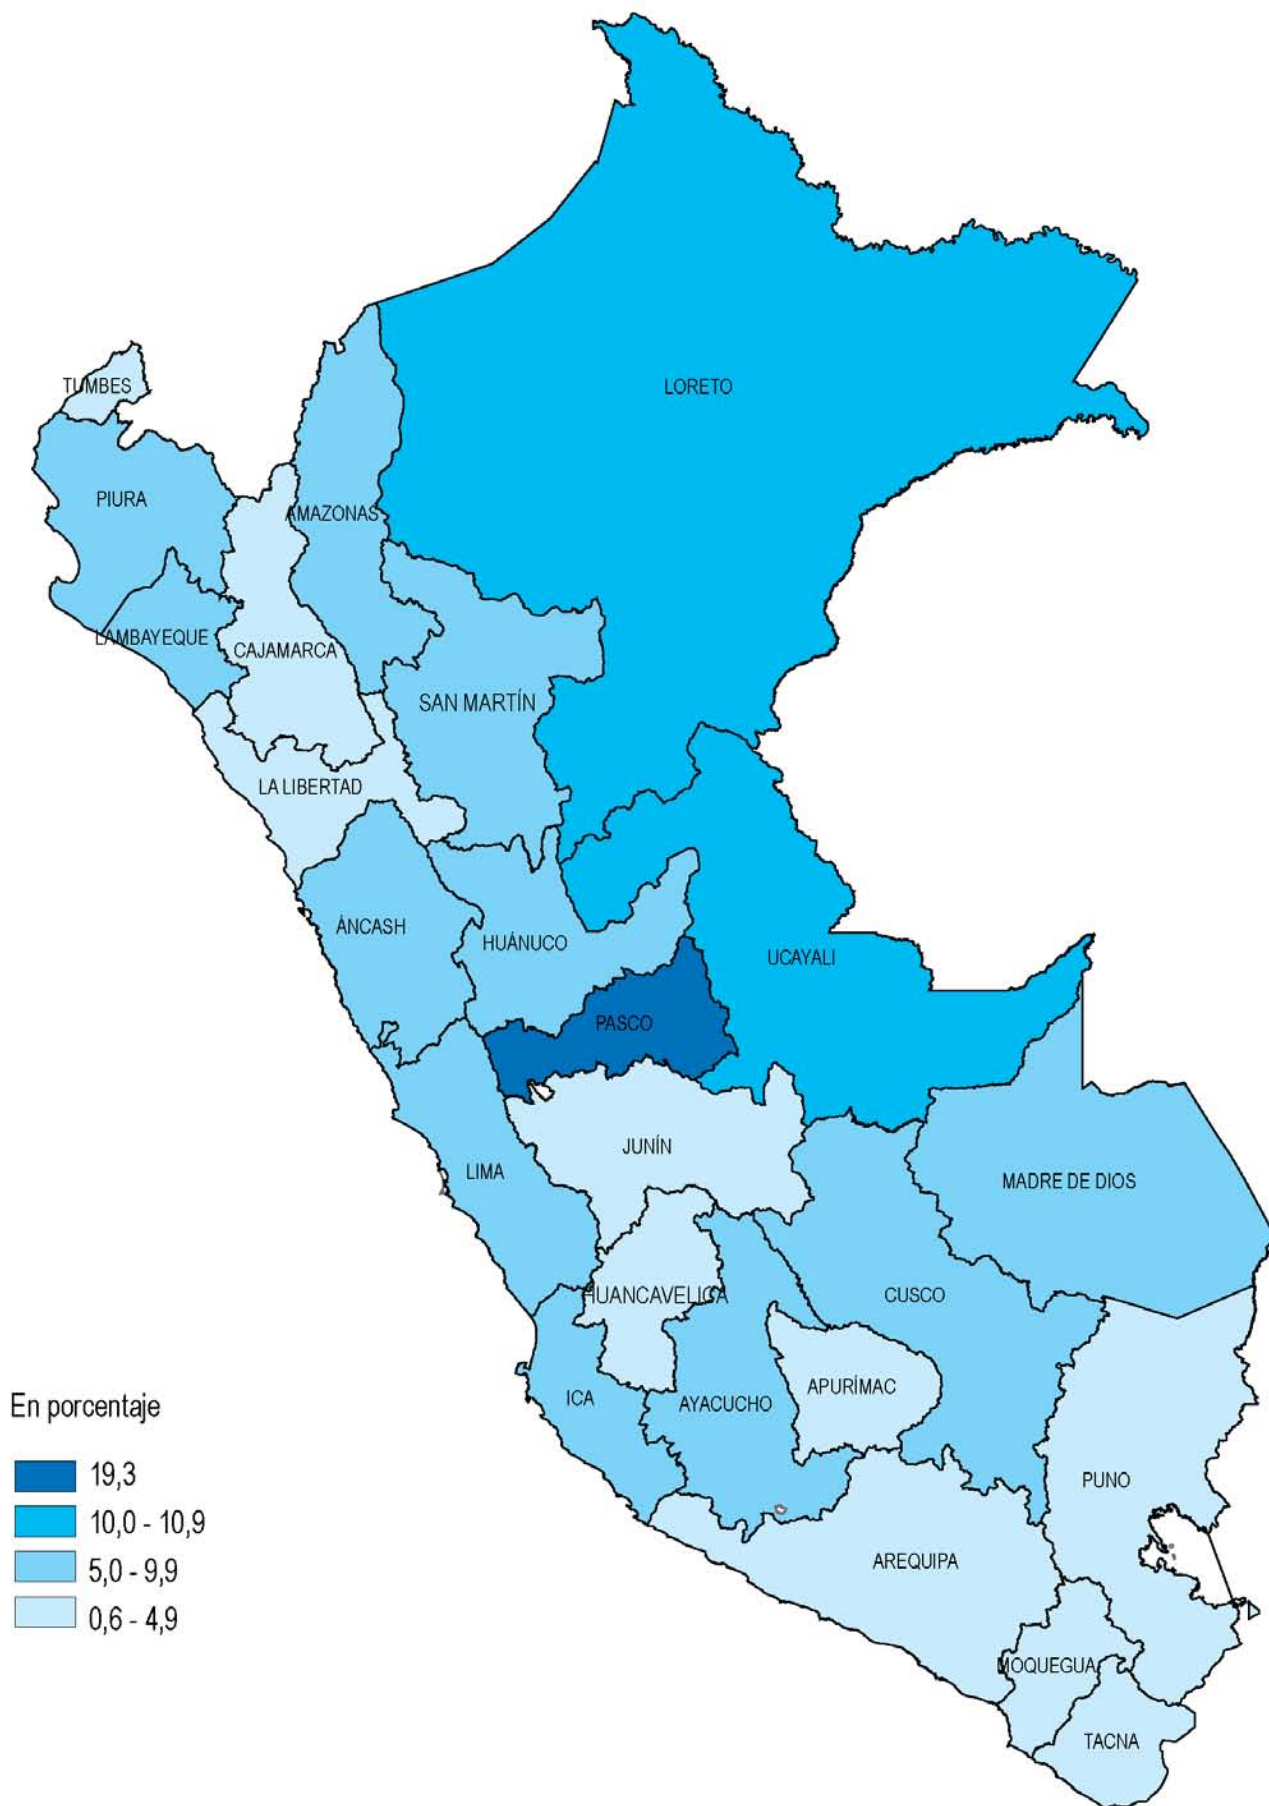 TUMBES
LORETO
PIURA
AMAZONAS
LAMBAYEQUE
CAJAMARCA
SAN MARTÍN
LA LIBERTAD
ÁNCASH
HUÁNUCO
UCAYALI
PASCO
JUNÍN
LIMA
MADRE DE DIOS
HUANCAVELICA
CUSCO
ICA
AYACUCHO
APURÍMAC
PUNO
AREQUIPA
MOQUEGUA
TACNA
En porcentaje
19,3
10,0 - 10,9
5,0 - 9,9
0,6 - 4,9